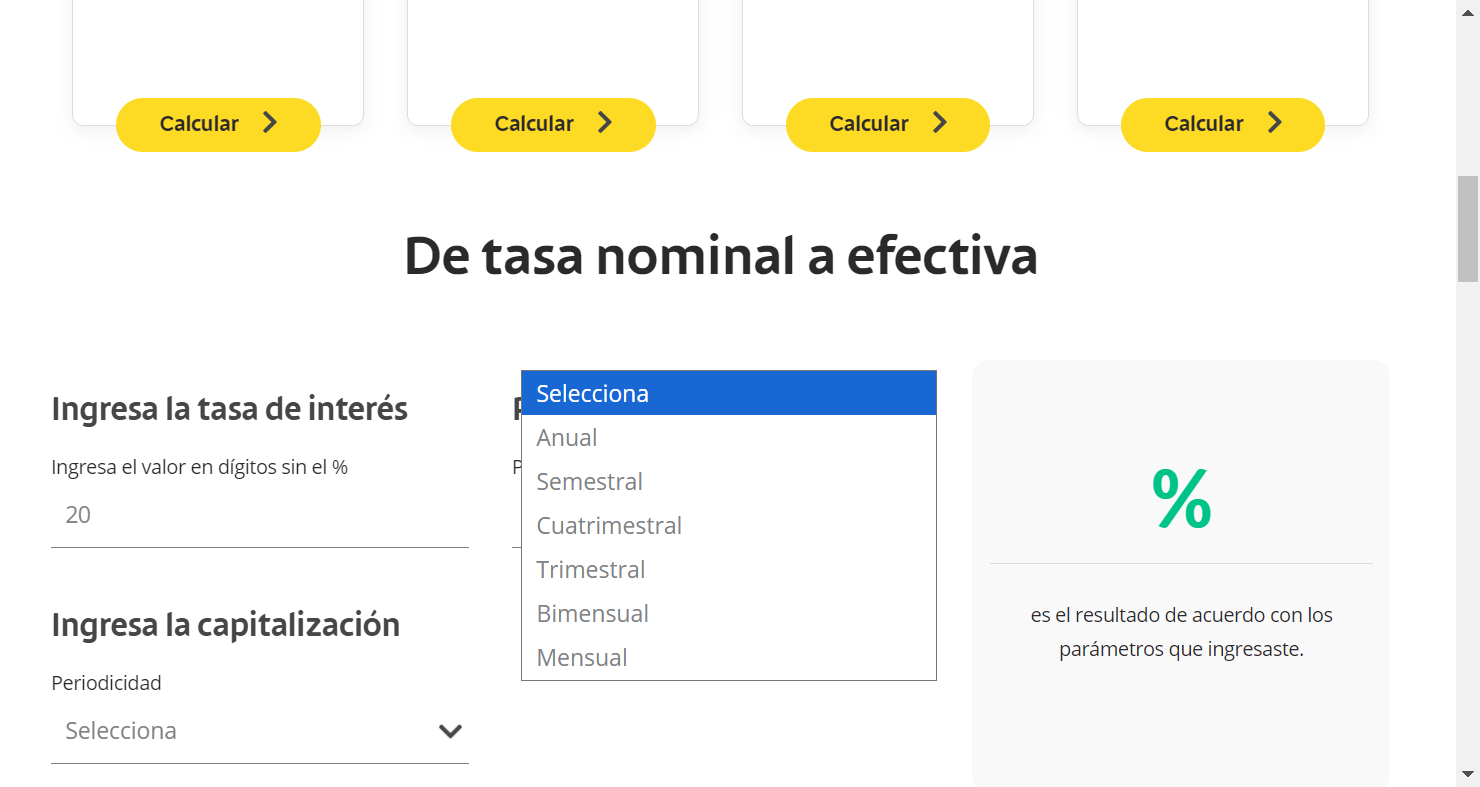 Calcular
Calcular
Calcular
Calcular
De tasa nominal a efectiva
Ingresa la tasa de interés
Ingresa el valor en dígitos sin el %
20
Selecciona
Anual
Semestral
Cuatrimestral
Trimestral
Bimensual
Mensual
Ingresa la capitalización
Periodicidad
Selecciona
%
es el resultado de acuerdo con los
parámetros que ingresaste.